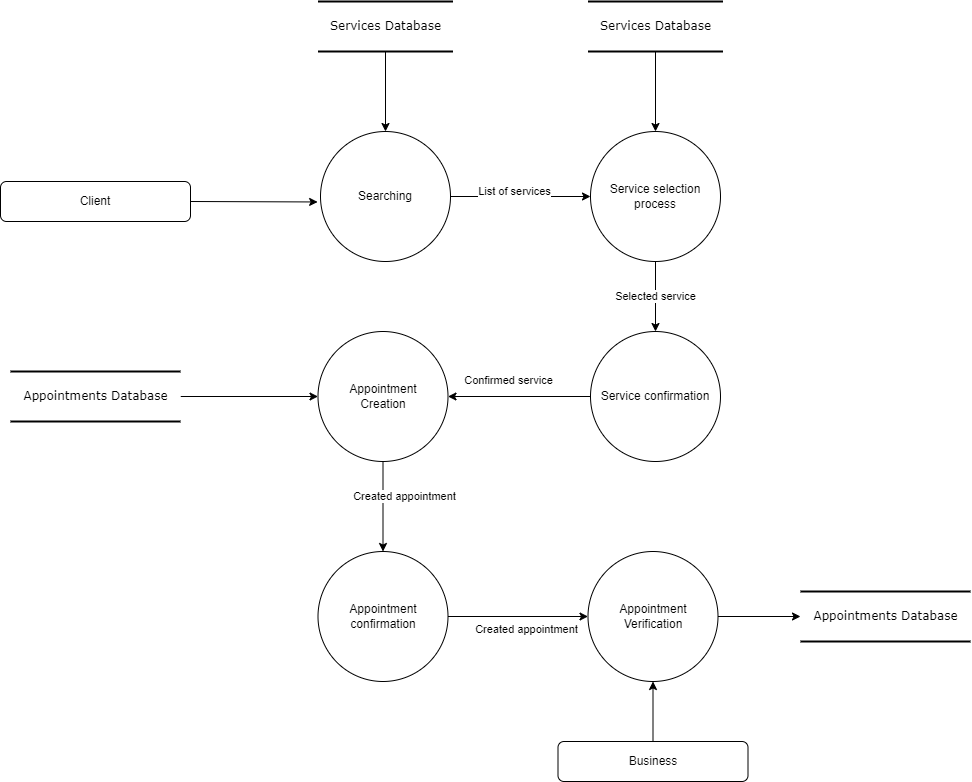 Services Database
Services Database
Client
Searching
List of services
Service selection
process
Selected service
Appointments Database
Appointment
Creation
Confirmed service
Service confirmation
Created appointment
Appointment
confirmation
Created appointment
Appointment
Verification
Appointments Database
Business